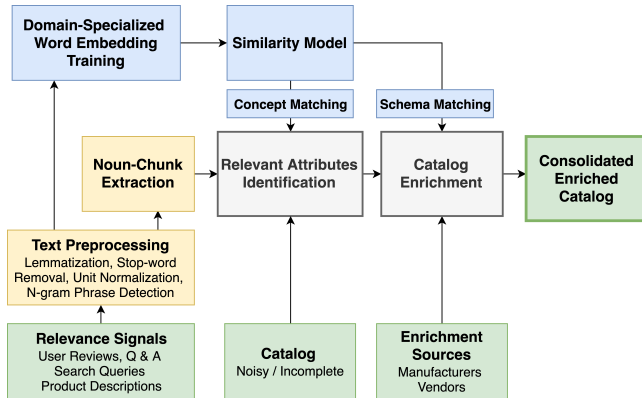 Domain-Specialized
Word Embedding
Training
Similarity Model
Concept Matching
Schema Matching
Noun-Chunk
Extraction
Relevant Attributes
Identification
Catalog
Enrichment
Consolidated
Enriched
Catalog
Text Preprocessing
Lemmatization, Stop-word
Removal, Unit Normalization,
N-gram Phrase Detection
Relevance Signals
User Reviews, Q & A
Search Queries
Product Descriptions
Catalog
Noisy / Incomplete
Enrichment
Sources
Manufacturers
Vendors